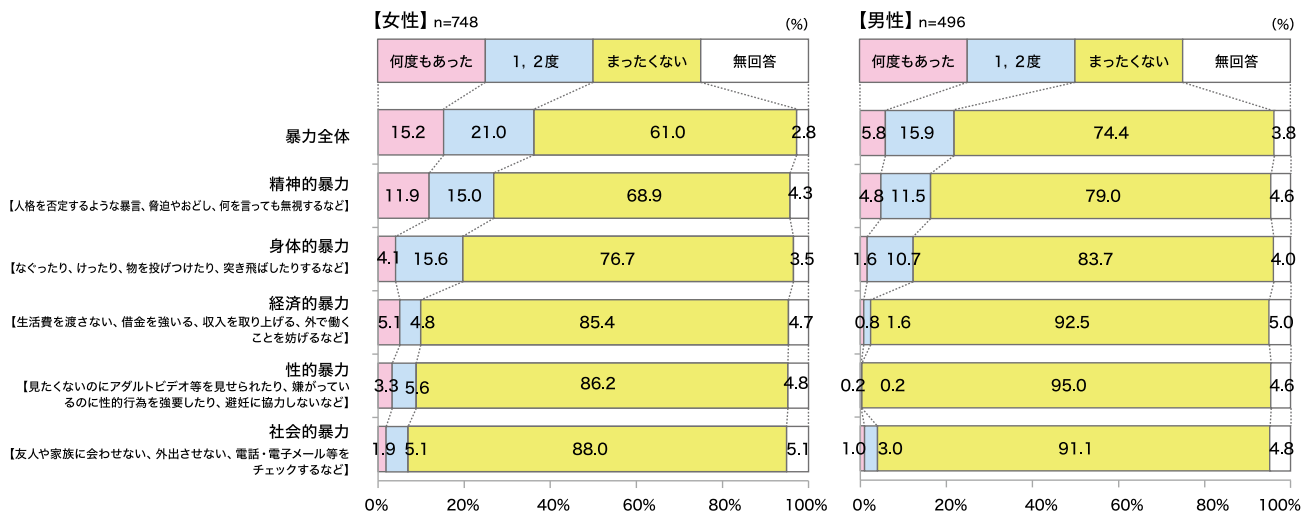 【女性】n=748
(%)
何度もあった 1, 2度 まったくない 無回答
【男性】n=496
(%)
何度もあった 1, 2度 まったくない 無回答
暴力全体
15.2 21.0 61.0 2.8
5.8 15.9 74.4 3.8
精神的暴力
【人格を否定するような暴言、脅迫やおどし、何を言っても無視するなど】
11.9 15.0 68.9 4.3
4.8 11.5 79.0 4.6
身体的暴力
【なぐったり、けったり、物を投げつけたり、突き飛ばしたりするなど】
4.1 15.6 76.7 3.5
1.6 10.7 83.7 4.0
経済的暴力
【生活費を渡さない、借金を強いる、収入を取り上げる、外で働く
ことを妨げるなど】
5.1 4.8 85.4 4.7
0.8 1.6 92.5 5.0
性的暴力
【見たくないのにアダルトビデオ等を見せられたり、嫌がってい
るのに性的行為を強要したり、避妊に協力しないなど】
3.3 5.6 86.2 4.8
0.2 0.2 95.0 4.6
社会的暴力
【友人や家族に会わせない、外出させない、電話・電子メール等を
チェックするなど】
1.9 5.1 88.0 5.1
1.0 3.0 91.1 4.8
0% 20% 40% 60% 80% 100%
0% 20% 40% 60% 80% 100%